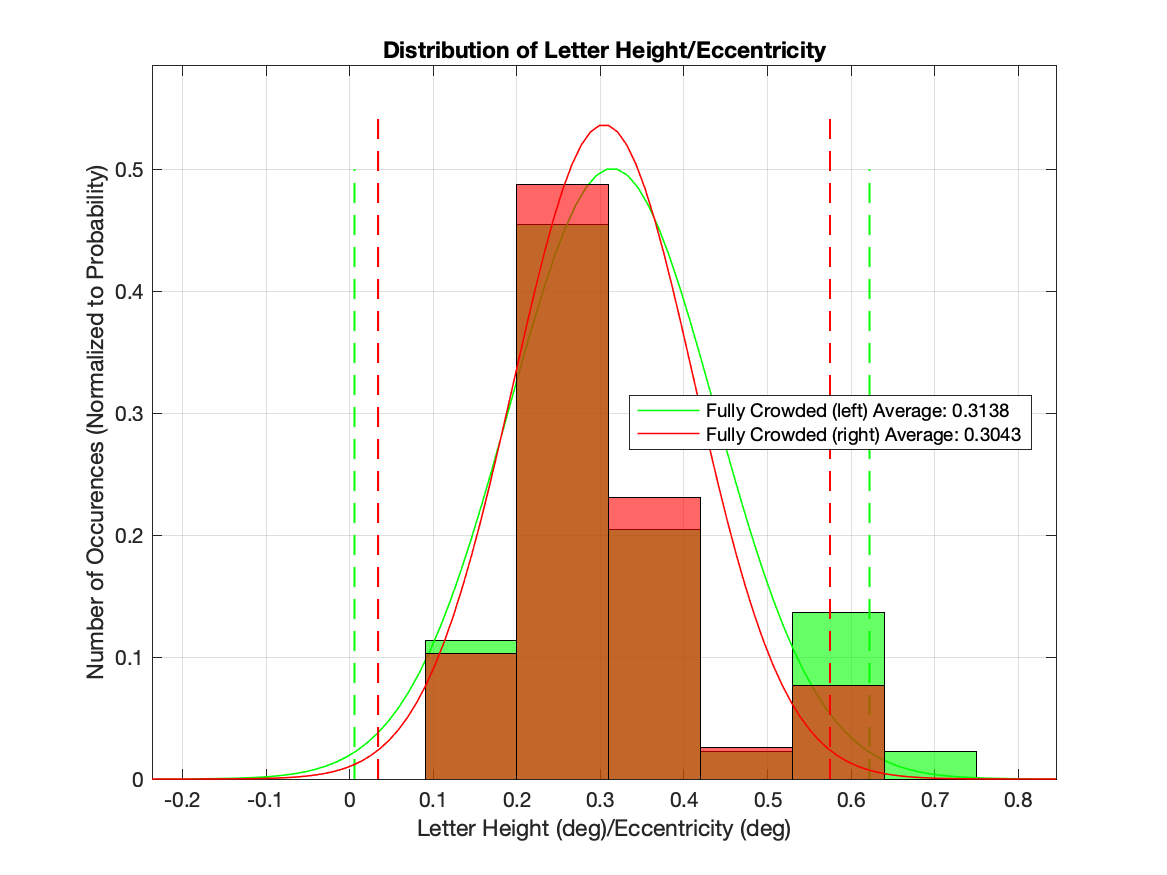 Distribution of Letter Height/Eccentricity
Number of Occurences (Normalized to Probability)
0.5
0.4
0.3
0.2
0.1
0
Fully Crowded (left) Average: 0.3138
Fully Crowded (right) Average: 0.3043
-0.2 -0.1 0 0.1 0.2 0.3 0.4 0.5 0.6 0.7 0.8
Letter Height (deg)/Eccentricity (deg)